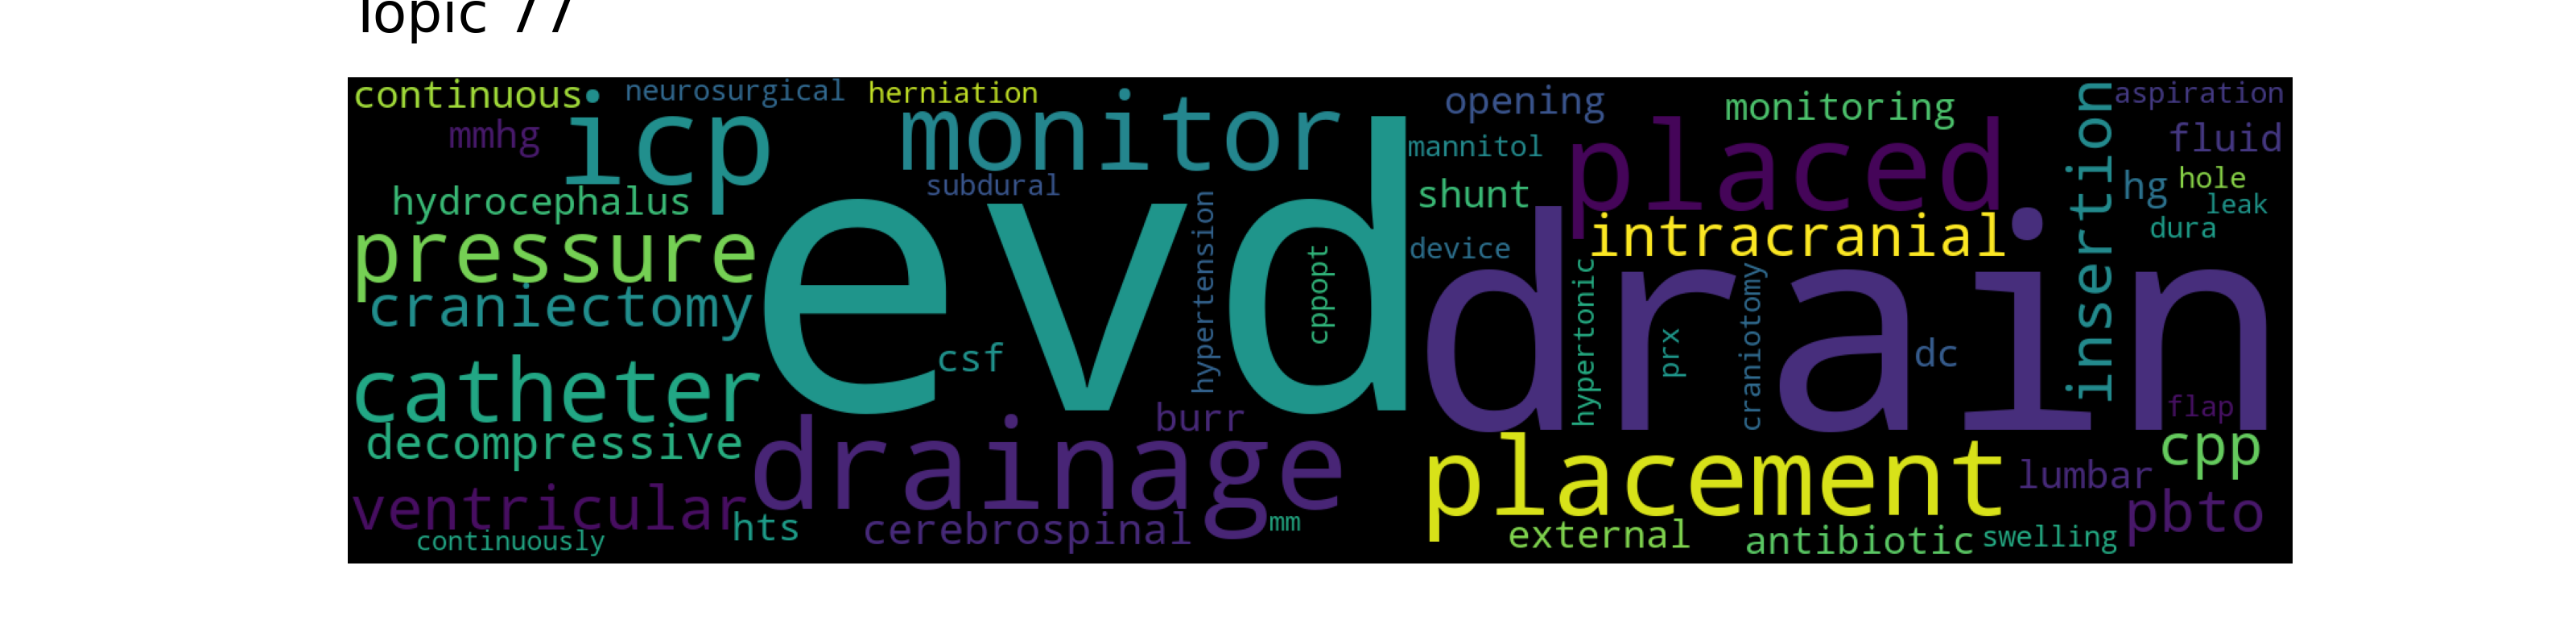 Topic 77
continuous neurosurgical herniation opening monitoring insertion aspiration
mmhg icp monitor mannitol placed fluid
subdural shunt hg hole
hydrocephalus hypertension leak
pressure evd cppopt device intracranial dura
craniectomy drain
csf hypertonic prx craniotomy dc
catheter burr flap
decompressive drainage placement cpp
ventricular lumbar pbto
hts cerebrospinal mm external antibiotic swelling
continuously